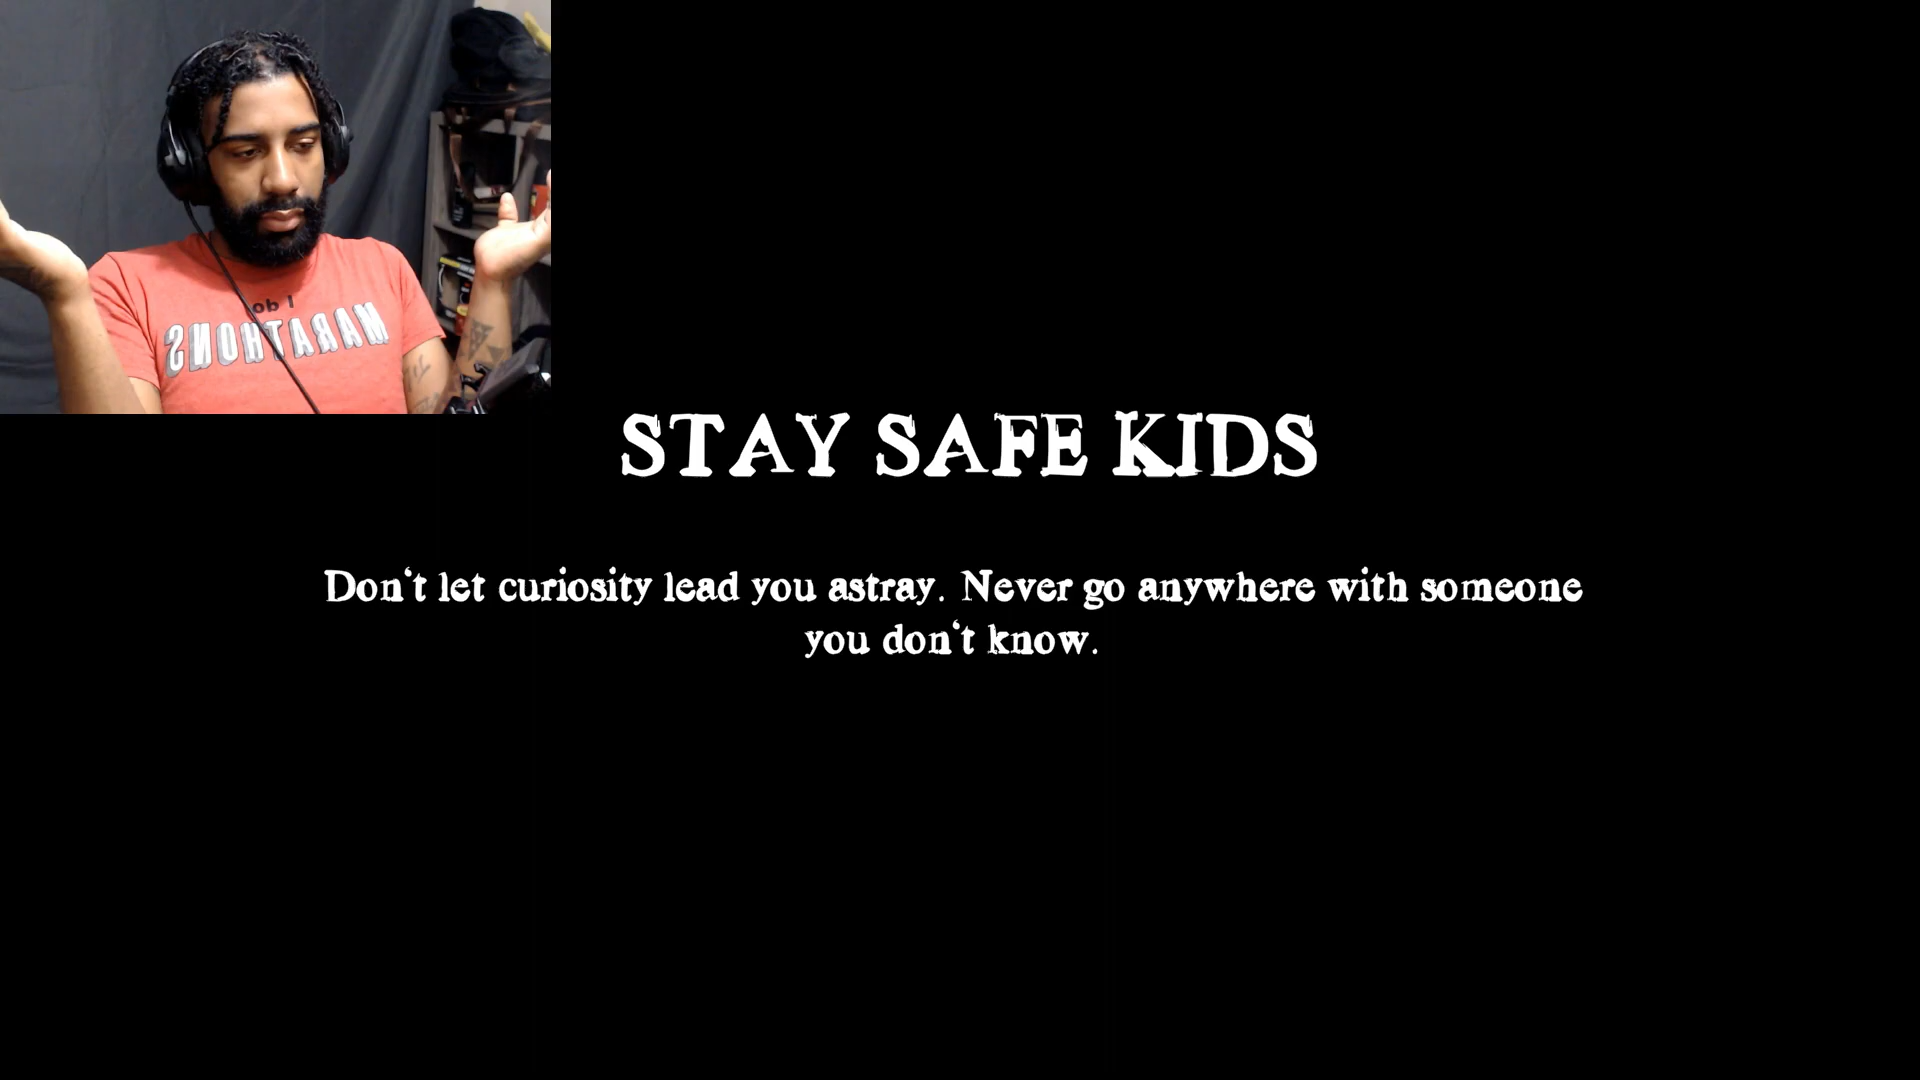 I do
MARATHONS
STAY SAFE KIDS
Don't let curiosity lead you astray. Never go anywhere with someone
you don't know.